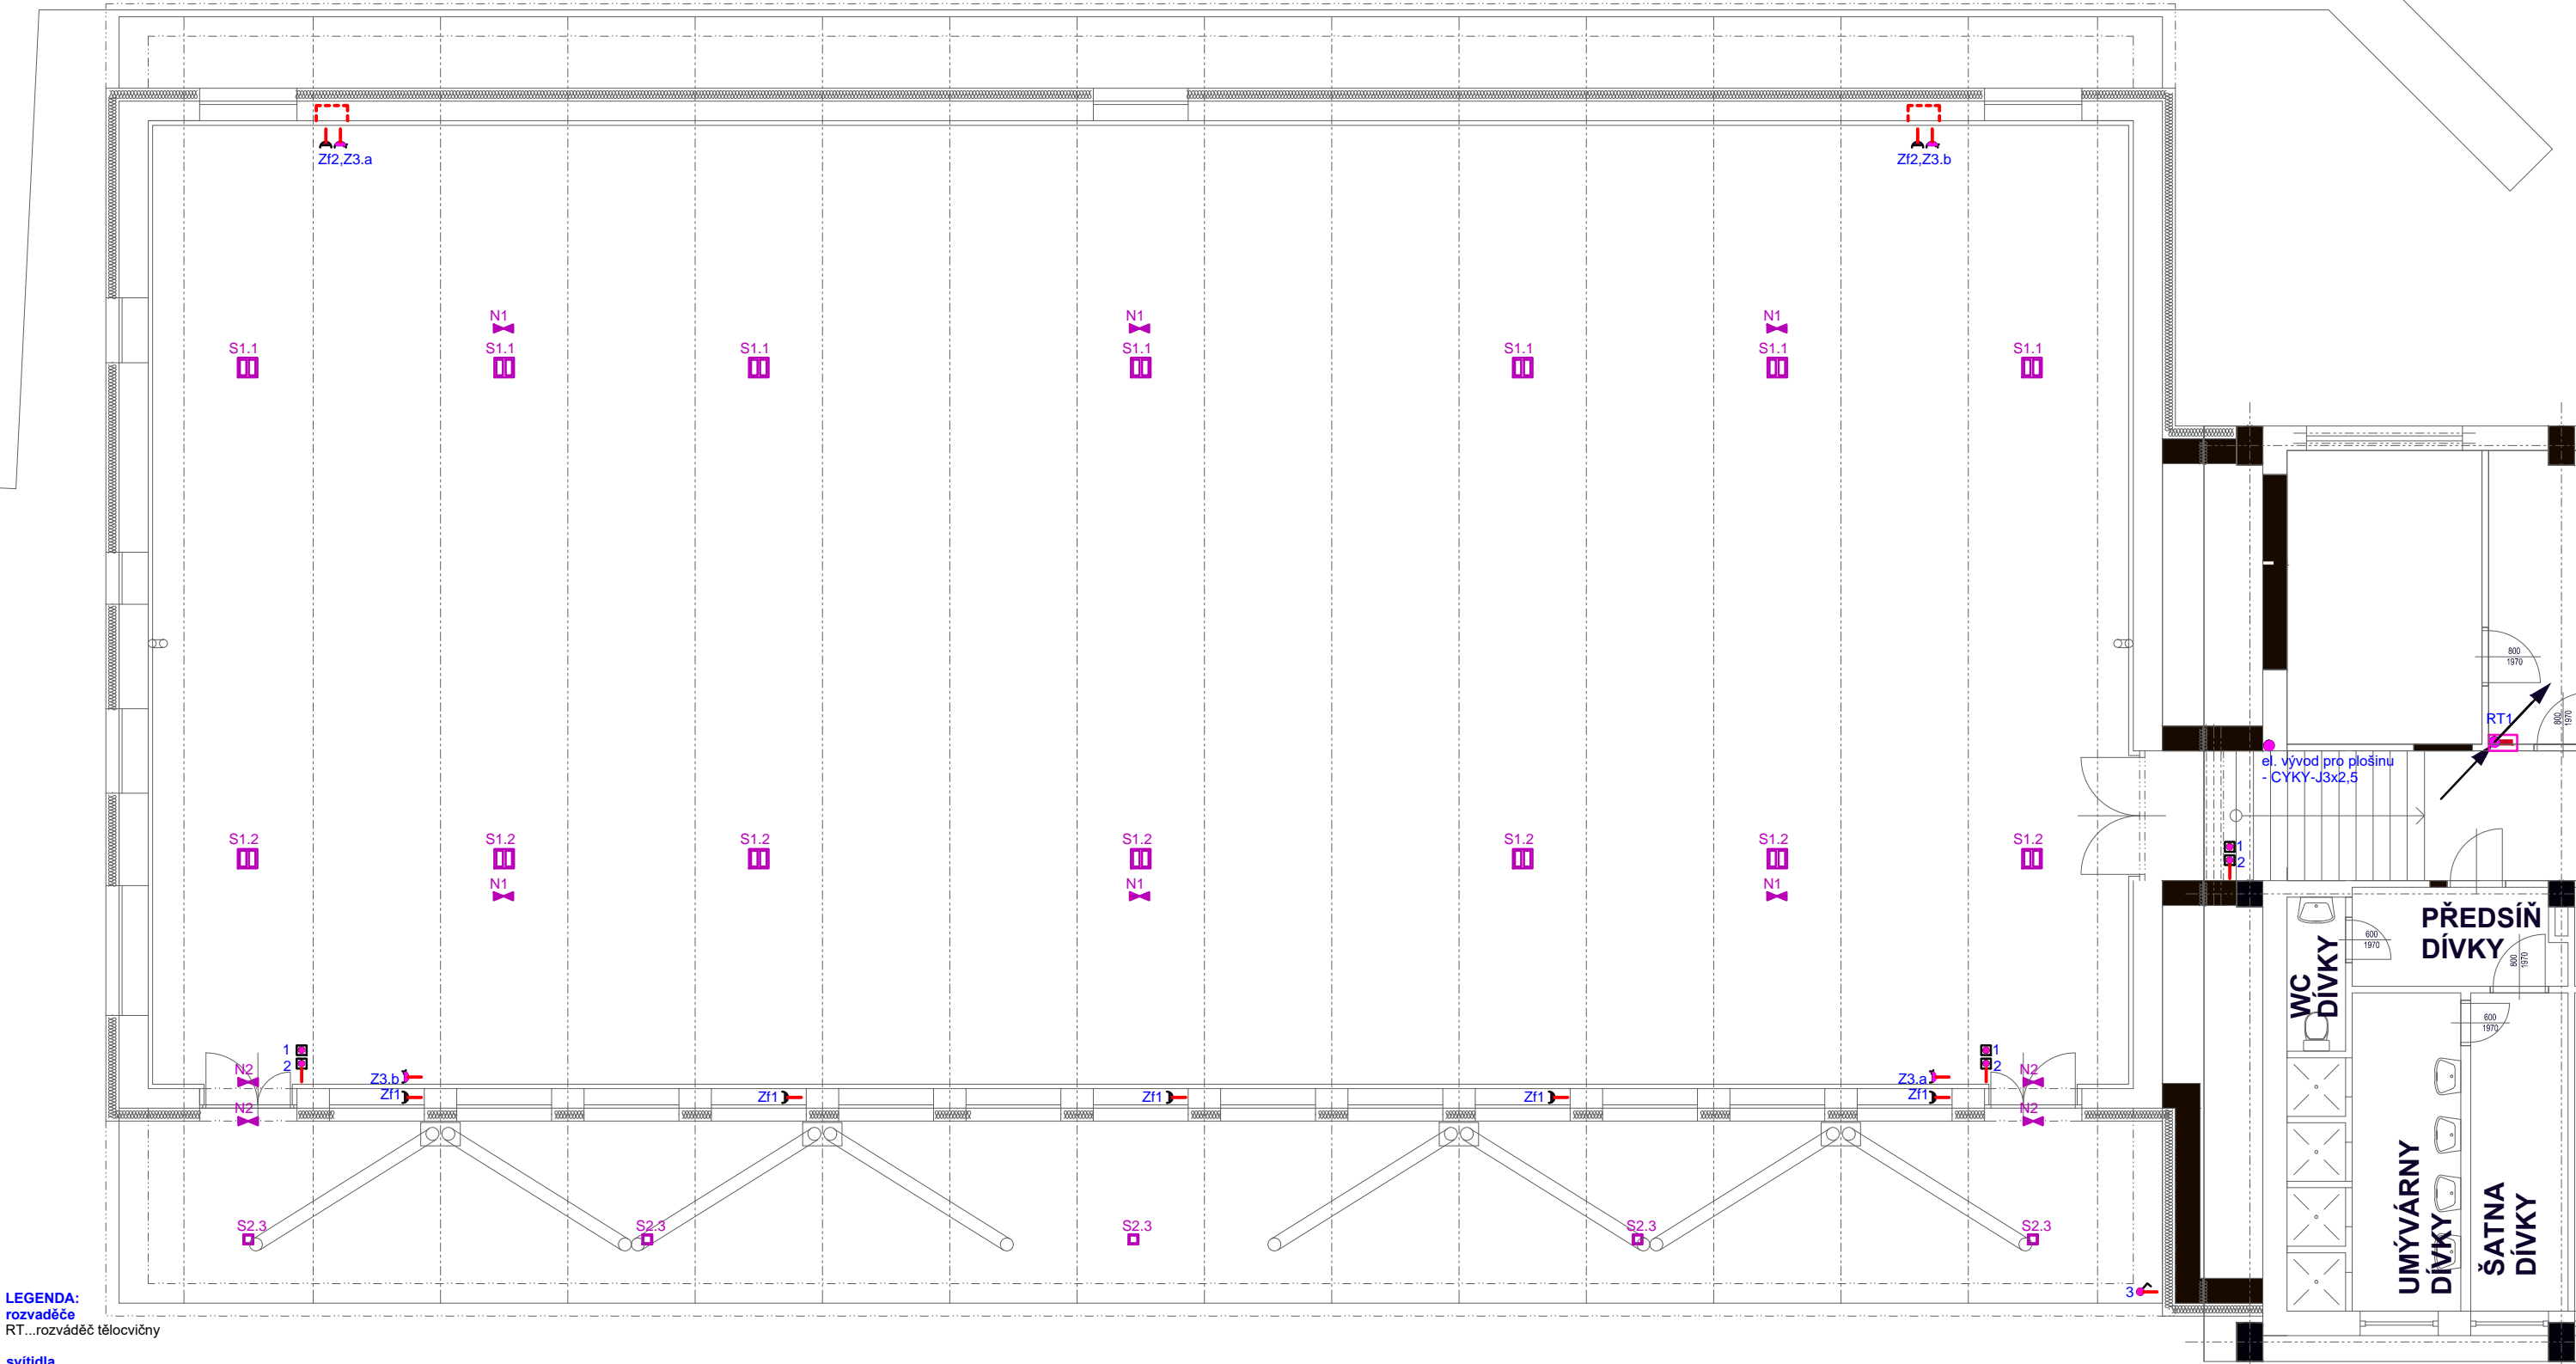 Zf2,Z3.a
Zf2,Z3.b
N1
N1
N1
S1.1
S1.1
S1.1
S1.1
S1.1
S1.1
S1.1
800
1970
RT1
800
1970
el. vývod pro plošinu
- CYKY-J3x2,5
S1.2
S1.2
S1.2
S1.2
S1.2
S1.2
S1.2
1
2
N1
N1
N1
PŘEDSÍŇ
DÍVKY
600
1970
800
1970
WC
DÍVKY
600
1970
1
2
1
2
N2
N2
Z3.b
Z3.a
Zf1
Zf1
Zf1
Zf1
Zf1
N2
N2
UMÝVÁRNY
DÍVKY
ŠATNA
DÍVKY
S2.3
S2.3
S2.3
S2.3
S2.3
3
LEGENDA:
rozvaděče
RT...rozváděč tělocvičny
svítidla